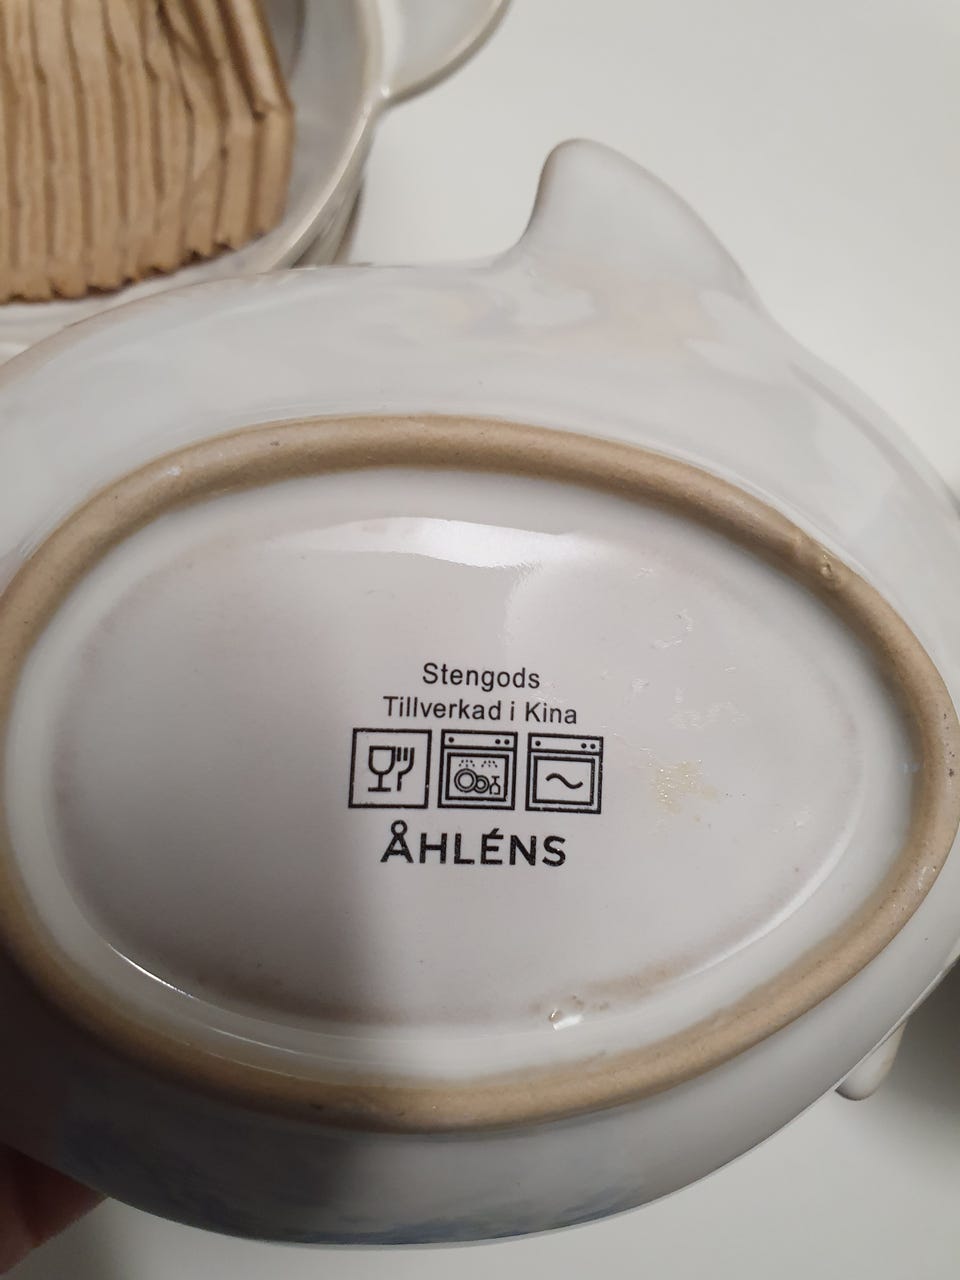 Stengods
Tillverkad i Kina
ÅHLÉNS